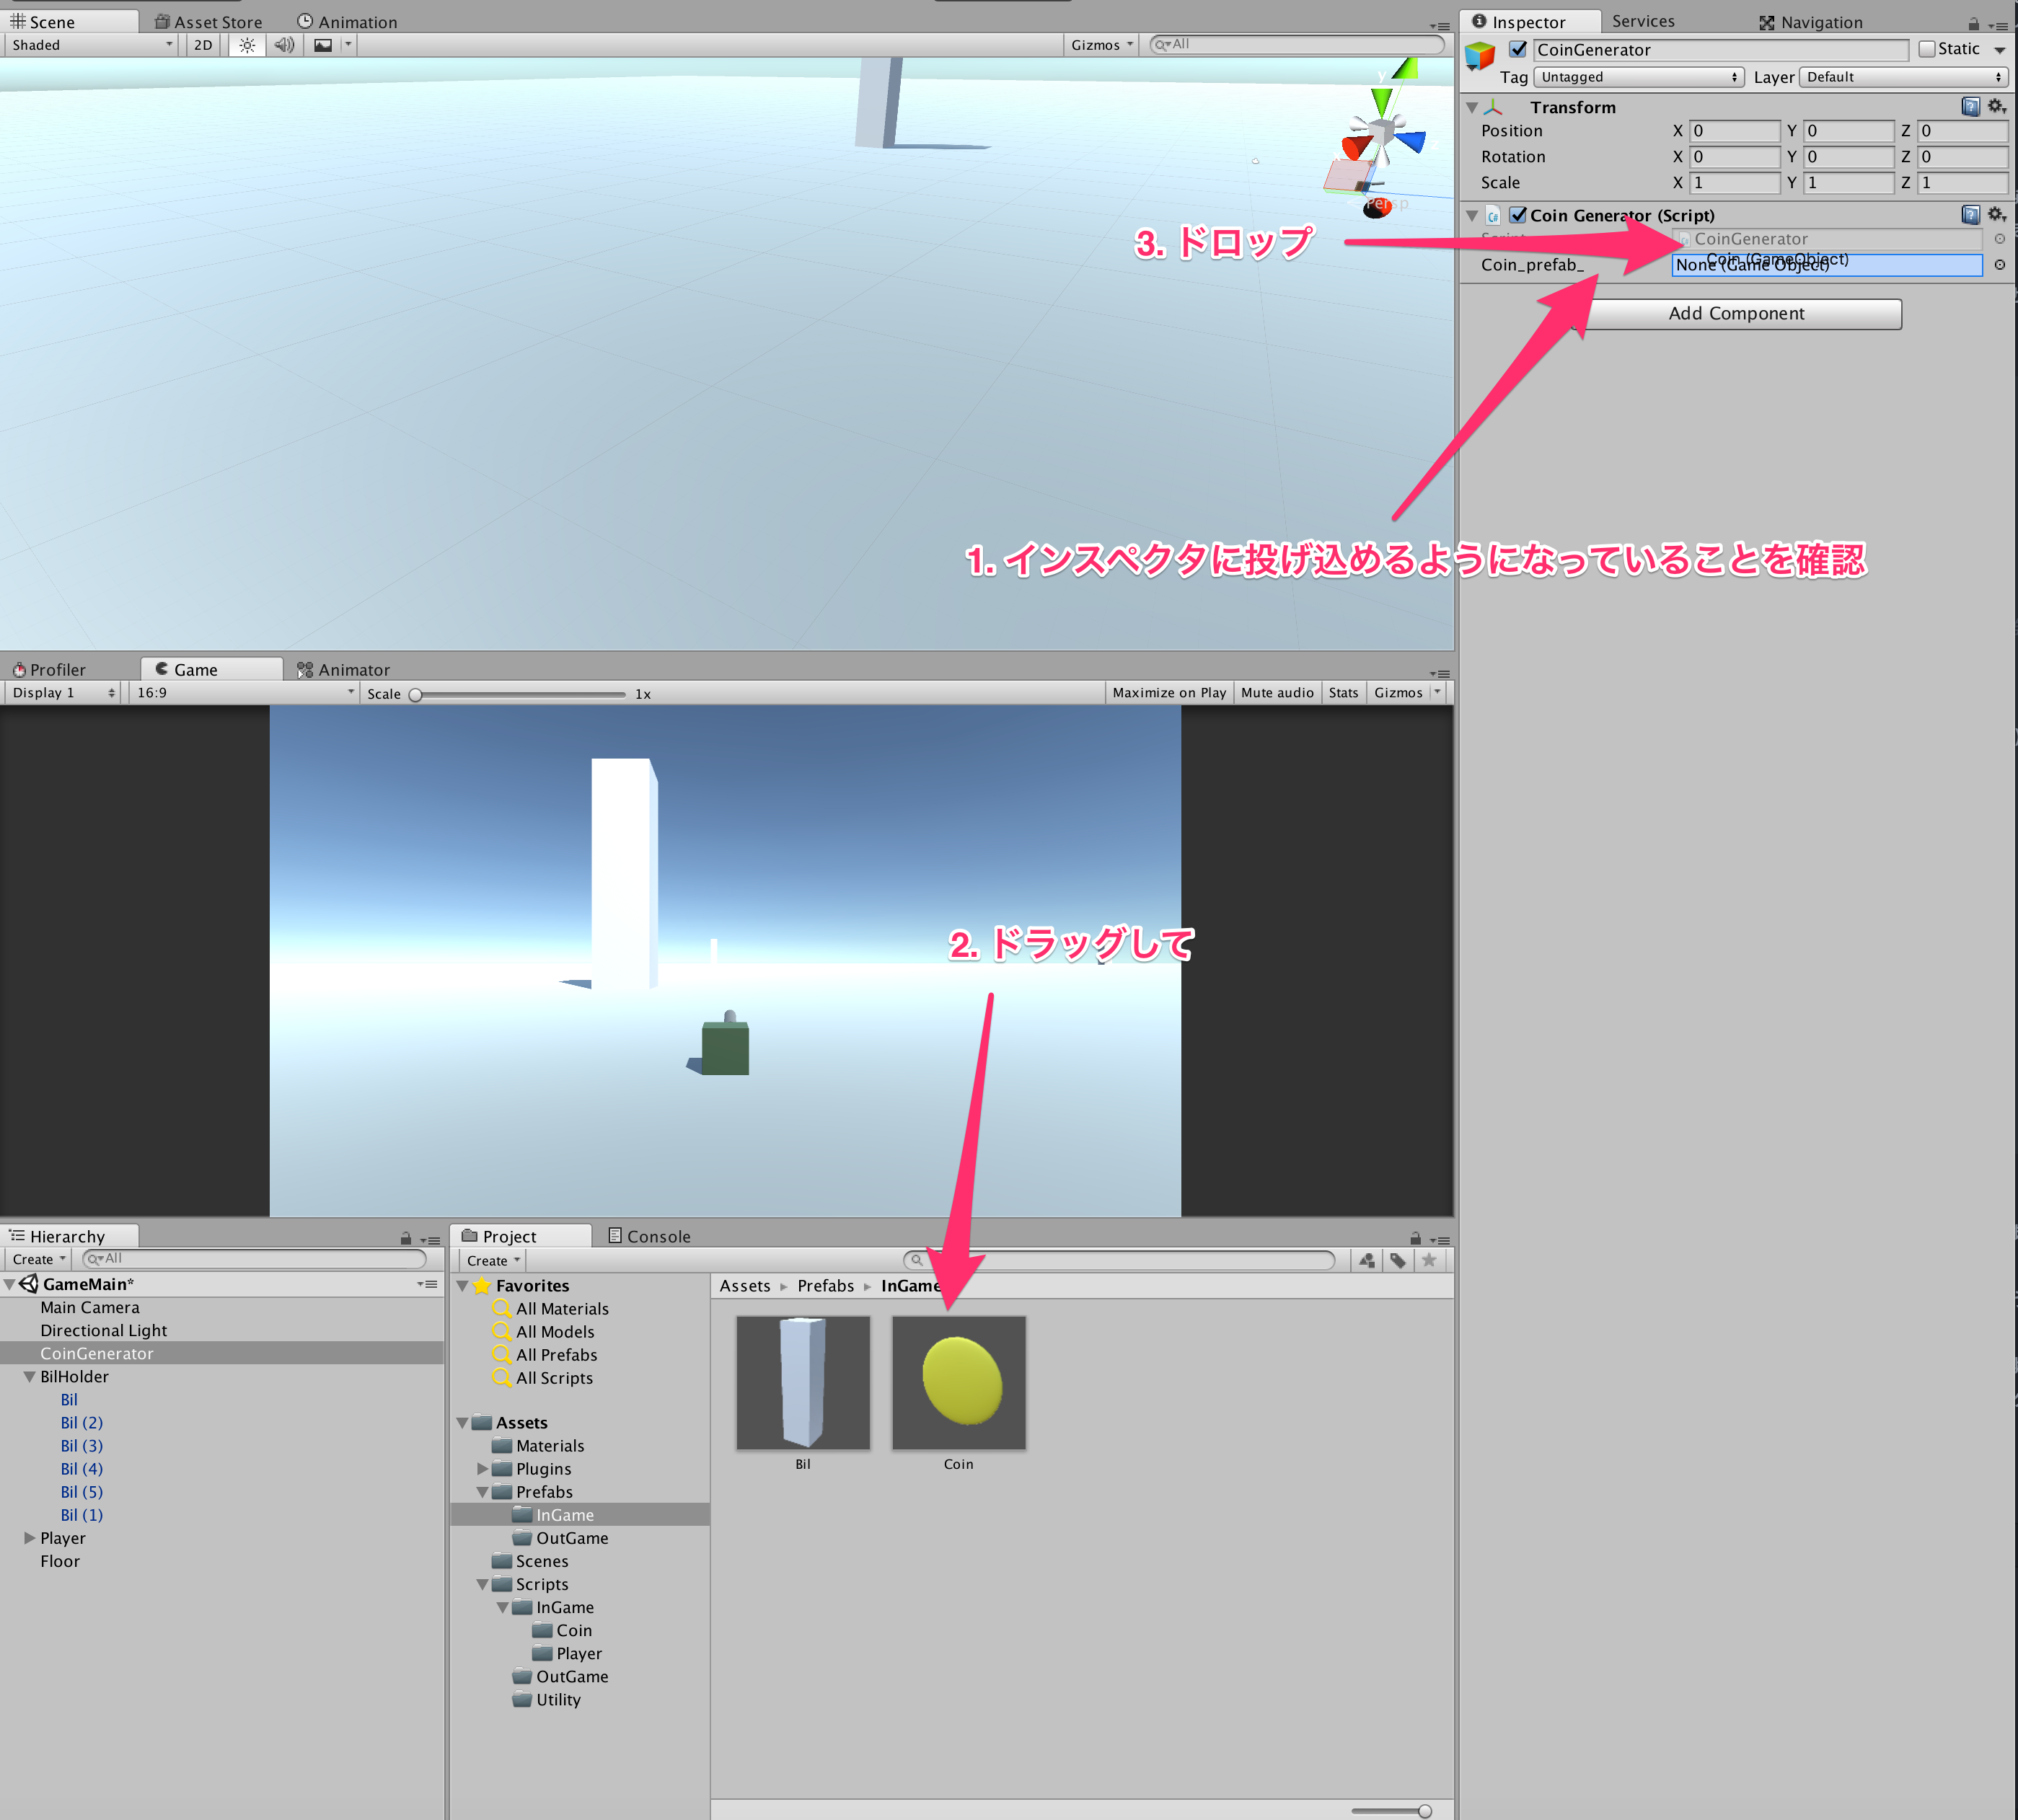 Scene
Asset Store
Animation
Shaded
2D
Gizmos
All
y
Persp
3. ドロップ
1. インスペクタに投げ込めるようになっていることを確認
Inspector
Services
Navigation
CoinGenerator
Static
Tag
Untagged
Layer
Default
Transform
Position X 0 Y 0 Z 0
Rotation X 0 Y 0 Z 0
Scale X 1 Y 1 Z 1
Coin Generator (Script)
Script
CoinGenerator
Coin_prefab_
None (Game Object)
Coin (GameObject)
Add Component
Profiler
Game
Animator
Display 1
16:9
Scale
1x
Maximize on Play
Mute audio
Stats
Gizmos
2. ドラッグして
Hierarchy
Create
All
GameMain*
Main Camera
Directional Light
CoinGenerator
BilHolder
Bil
Bil (2)
Bil (3)
Bil (4)
Bil (5)
Bil (1)
Player
Floor
Project
Console
Create
Favorites
All Materials
All Models
All Prefabs
All Scripts
Assets
Materials
Plugins
Prefabs
InGame
OutGame
Scenes
Scripts
InGame
Coin
Player
OutGame
Utility
Assets ▸ Prefabs ▸ InGame
Bil
Coin